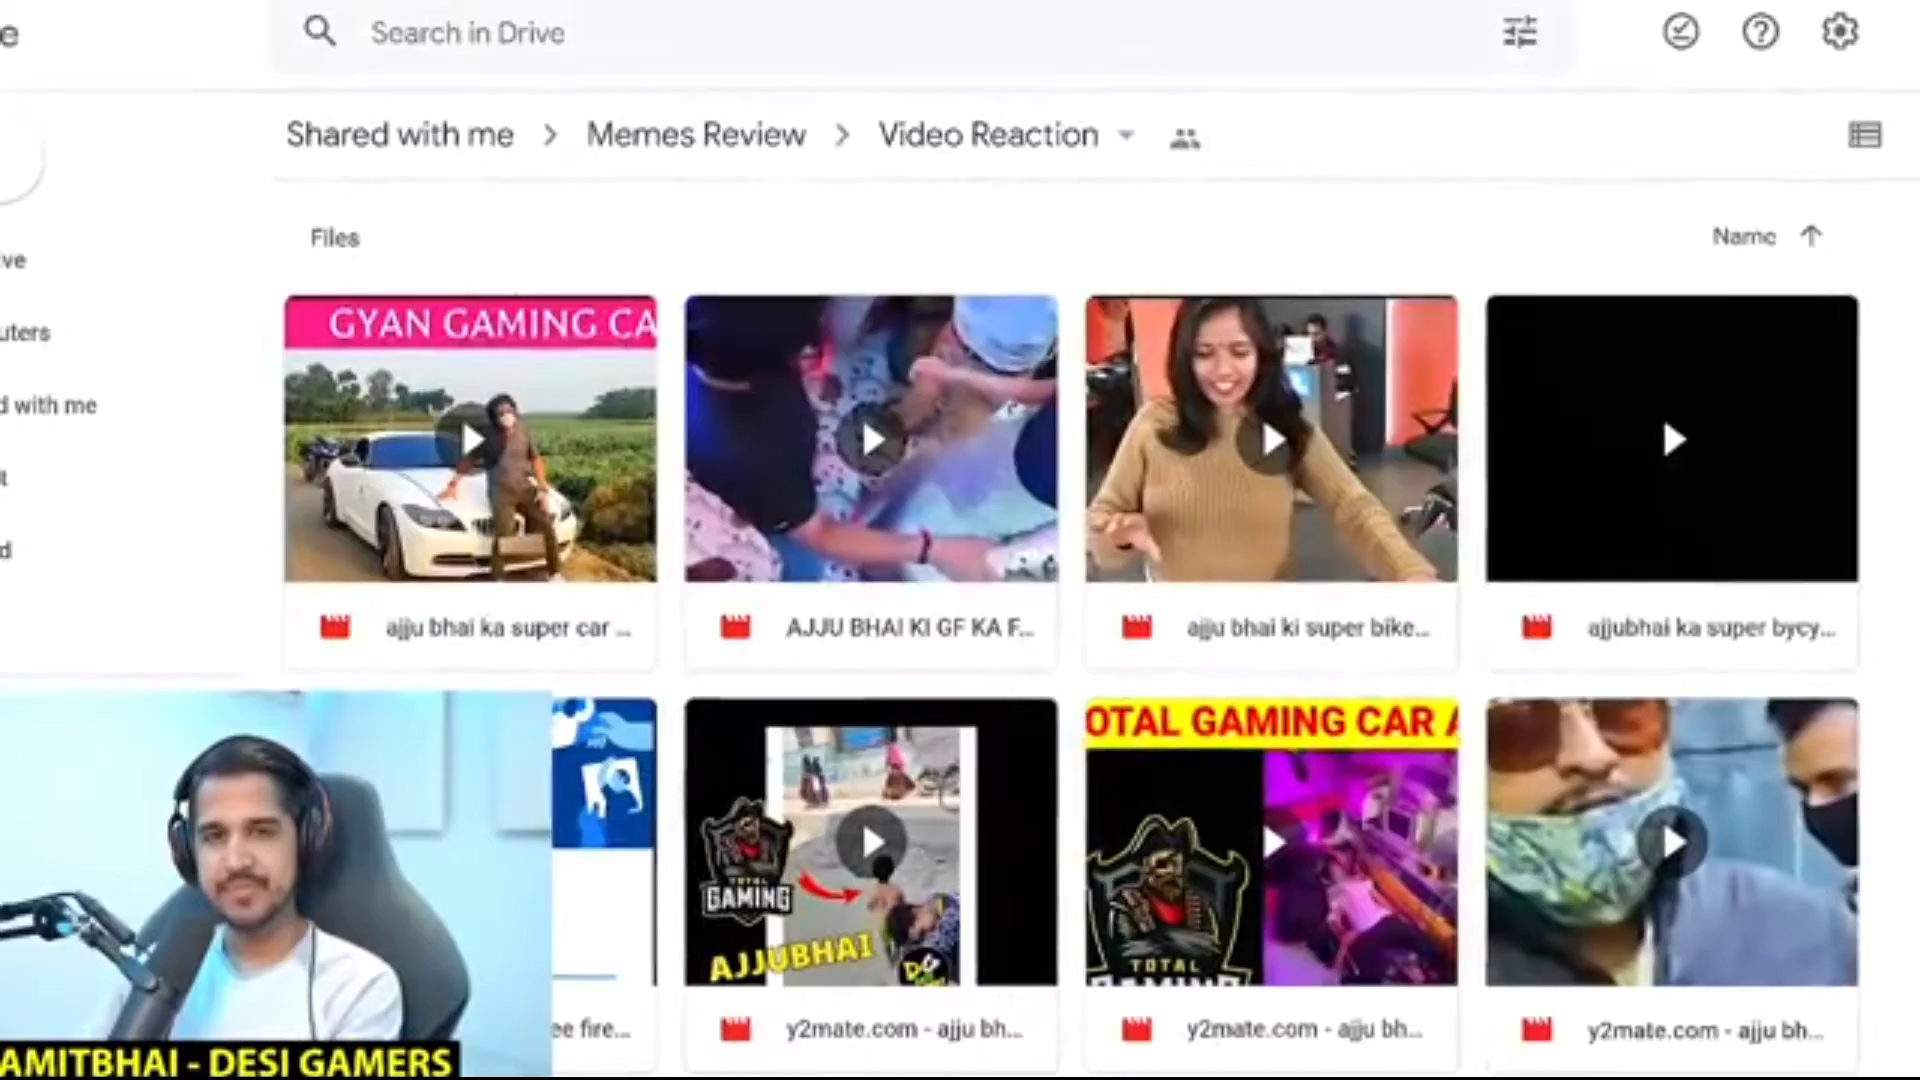 e
Search in Drive
Shared with me > Memes Review > Video Reaction
Files
Name
ve
uters
d with me
t
d
GYAN GAMING CA
ajju bhai ka super car ...
AJJU BHAI KI GF KA F...
ajju bhai ki super bike...
ajjubhai ka super bycy...
TOTAL
GAMING
AJJUBHAI
OTAL GAMING CAR A
TOTAL
GAMING
ee fire...
y2mate.com - ajju bh...
y2mate.com - ajju bh...
y2mate.com - ajju bh...
AMITBHAI - DESI GAMERS